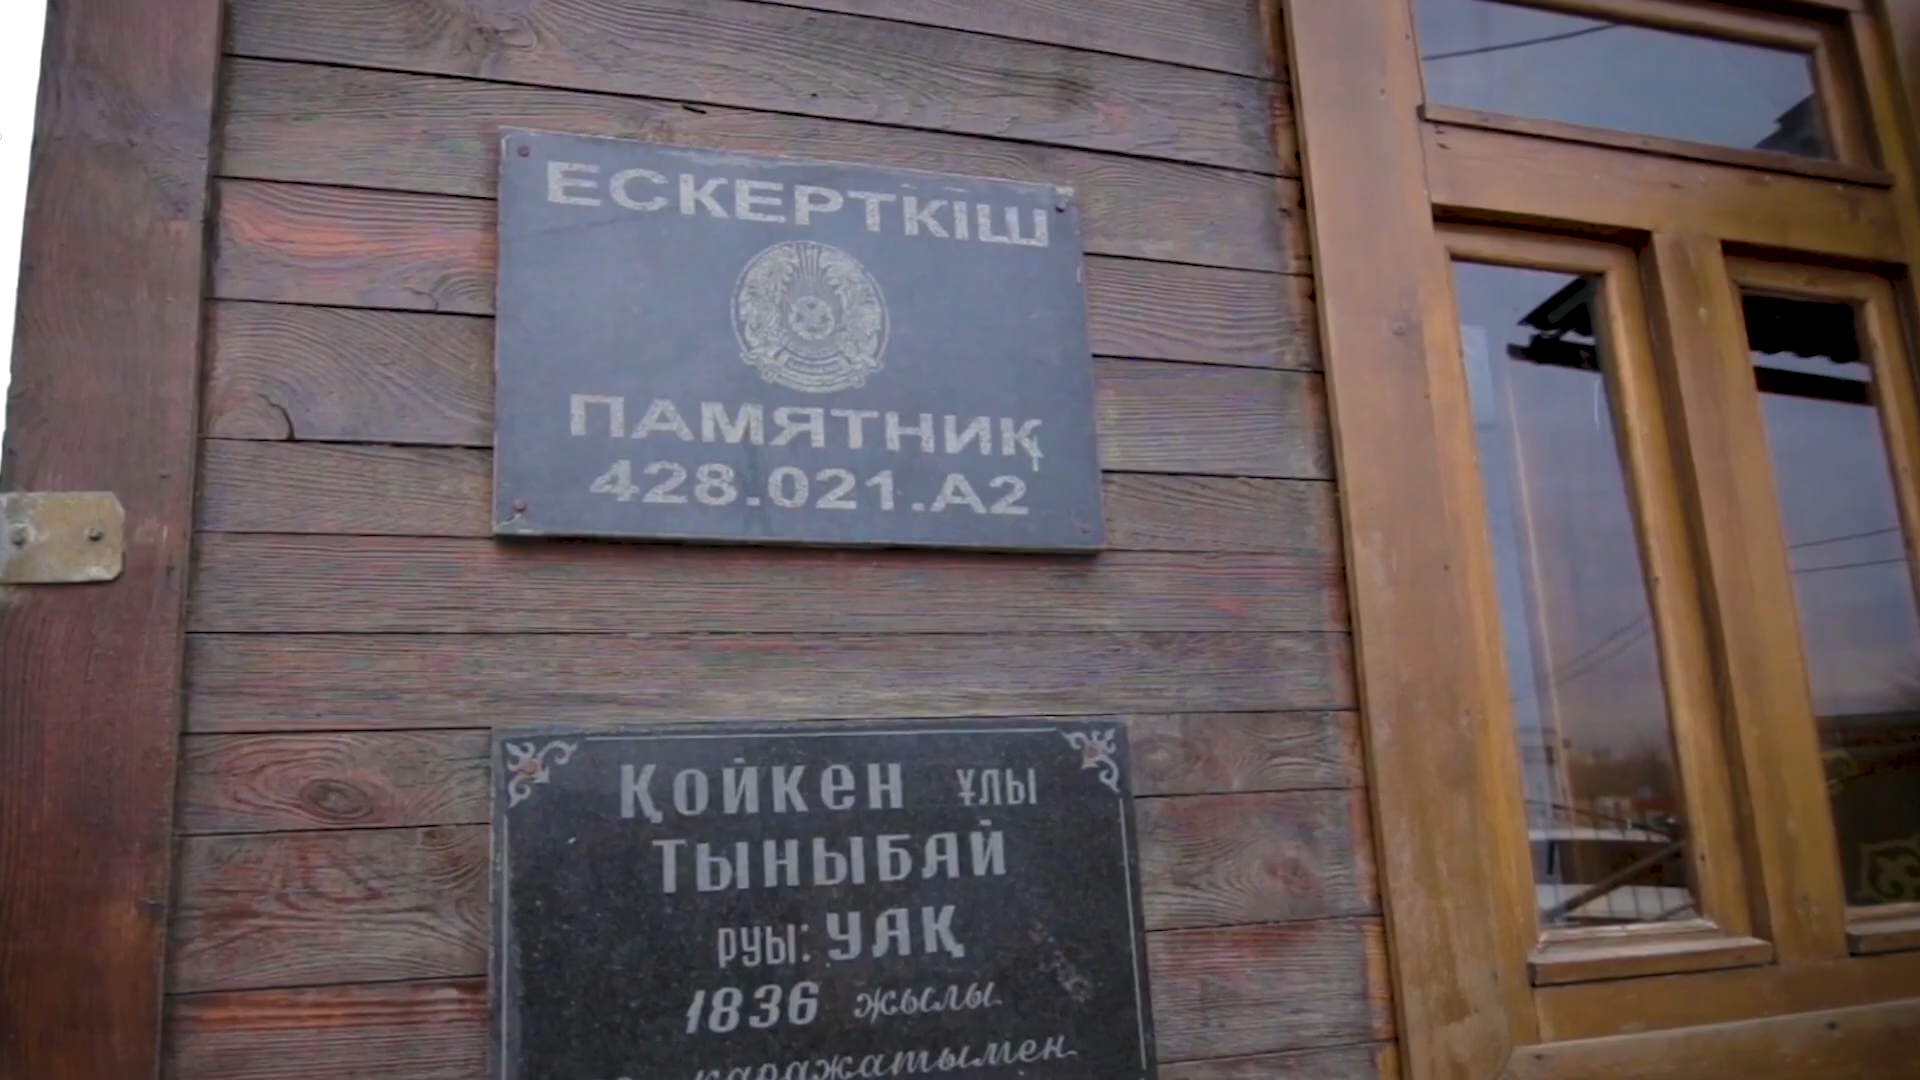 ЕСКЕРТКІШ
ПАМЯТНИК
428.021.А2
ҚОЙКЕН ҰЛЫ
ТЫНЫБАЙ
РУЫ: УАҚ
1836 жылы
қаражатымен